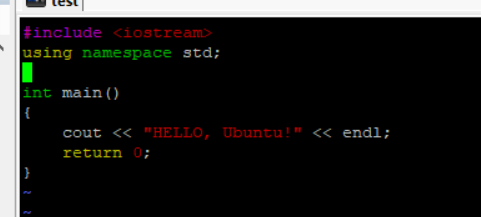 test
#include <iostream>
using namespace std;
int main()
{
    cout << "HELLO, Ubuntu!" << endl;
    return 0;
}
~
~